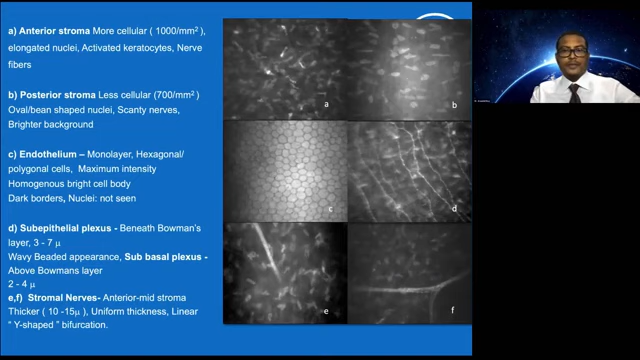 a) Anterior stroma More cellular ( 1000/mm² ),
elongated nuclei, Activated keratocytes, Nerve
fibers
b) Posterior stroma Less cellular (700/mm² )
Oval/bean shaped nuclei, Scanty nerves,
Brighter background
c) Endothelium – Monolayer, Hexagonal/
polygonal cells, Maximum intensity
Homogenous bright cell body
Dark borders, Nuclei: not seen
d) Subepithelial plexus - Beneath Bowman's
layer, 3 - 7 μ
Wavy Beaded appearance, Sub basal plexus -
Above Bowmans layer
2 - 4 μ
e,f) Stromal Nerves- Anterior-mid stroma
Thicker ( 10 -15μ ), Uniform thickness, Linear
" Y-shaped " bifurcation.
a
b
c
d
e
f